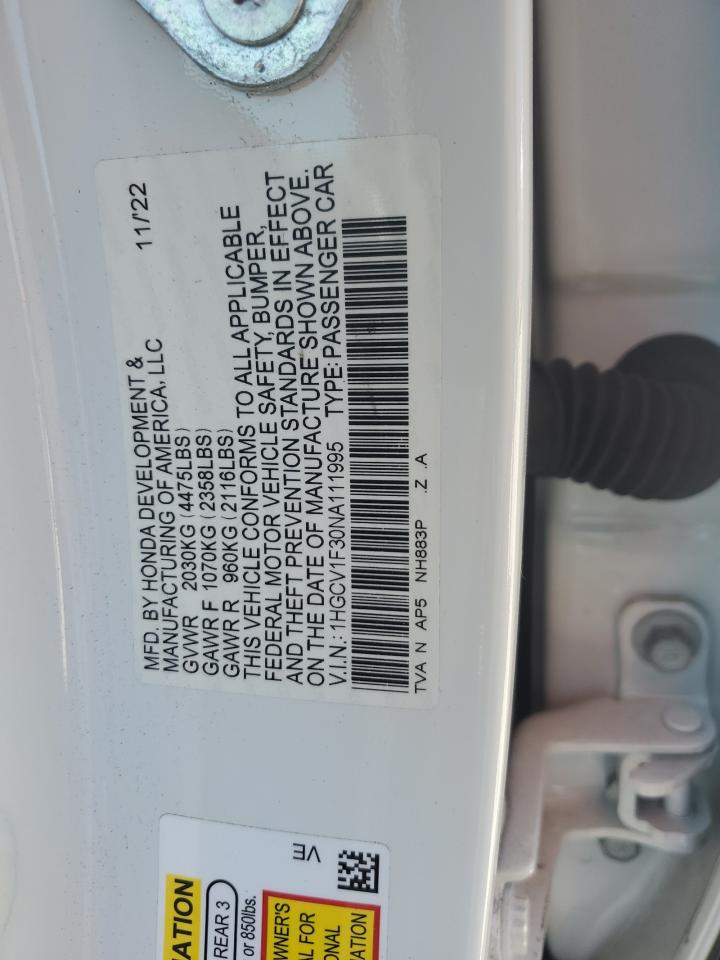 11/'22
MFD. BY HONDA DEVELOPMENT &
MANUFACTURING OF AMERICA, LLC
GVWR 2030KG (4475LBS)
GAWR F 1070KG (2358LBS)
GAWR R 960KG (2116LBS)
THIS VEHICLE CONFORMS TO ALL APPLICABLE
FEDERAL MOTOR VEHICLE SAFETY, BUMPER,
AND THEFT PREVENTION STANDARDS IN EFFECT
ON THE DATE OF MANUFACTURE SHOWN ABOVE.
V.I.N.: 1HGCV1F30NA111995 TYPE: PASSENGER CAR
TVA N AP5 NH883P .Z .A
VE
REAR 3
or 850lbs.